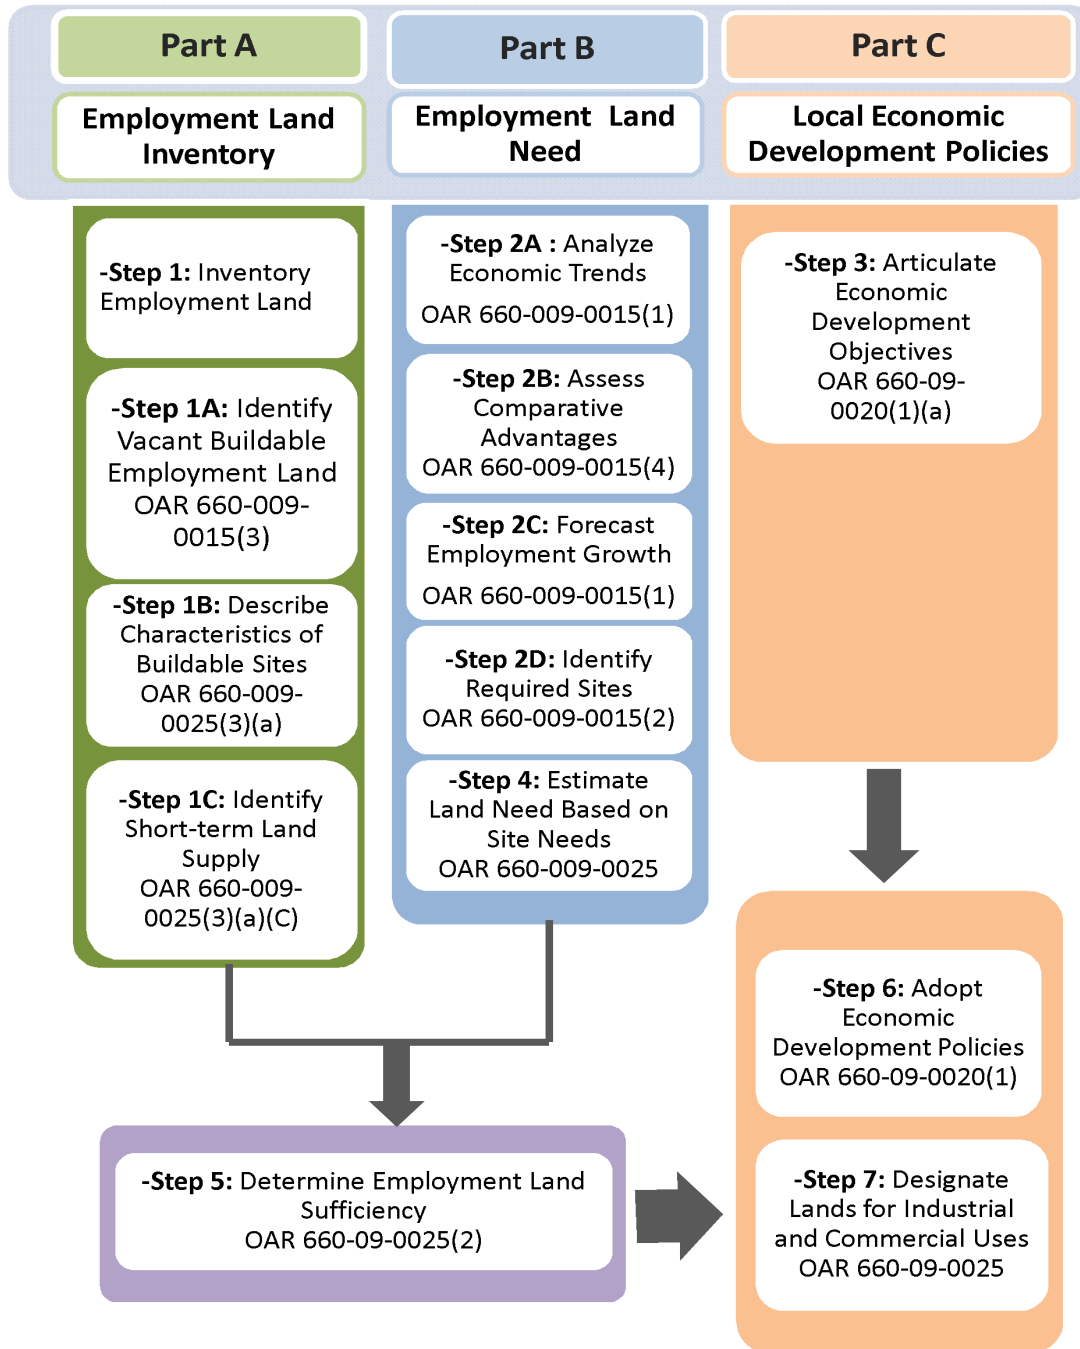 Part A
Employment Land
Inventory
-Step 1: Inventory
Employment Land
-Step 1A: Identify
Vacant Buildable
Employment Land
OAR 660-009-
0015(3)
-Step 1B: Describe
Characteristics of
Buildable Sites
OAR 660-009-
0025(3)(a)
-Step 1C: Identify
Short-term Land
Supply
OAR 660-009-
0025(3)(a)(C)
Part B
Employment Land
Need
-Step 2A : Analyze
Economic Trends
OAR 660-009-0015(1)
-Step 2B: Assess
Comparative
Advantages
OAR 660-009-0015(4)
-Step 2C: Forecast
Employment Growth
OAR 660-009-0015(1)
-Step 2D: Identify
Required Sites
OAR 660-009-0015(2)
-Step 4: Estimate
Land Need Based on
Site Needs
OAR 660-009-0025
Part C
Local Economic
Development Policies
-Step 3: Articulate
Economic
Development
Objectives
OAR 660-09-
0020(1)(a)
-Step 5: Determine Employment Land
Sufficiency
OAR 660-09-0025(2)
-Step 6: Adopt
Economic
Development Policies
OAR 660-09-0020(1)
-Step 7: Designate
Lands for Industrial
and Commercial Uses
OAR 660-09-0025